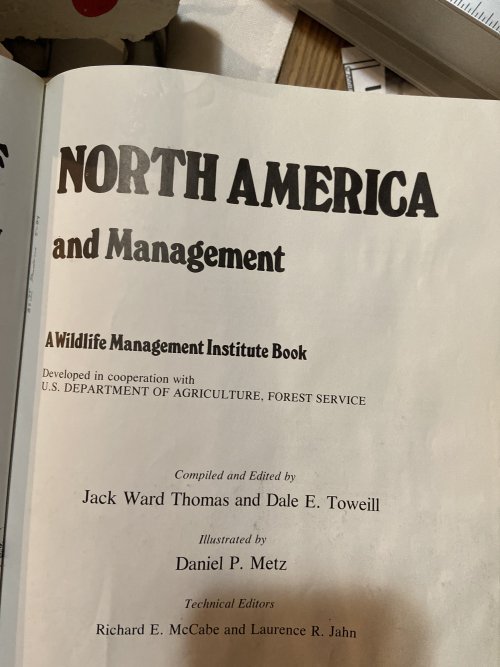 NORTH AMERICA
and Management
A Wildlife Management Institute Book
Developed in cooperation with
U.S. DEPARTMENT OF AGRICULTURE, FOREST SERVICE
Compiled and Edited by
Jack Ward Thomas and Dale E. Toweill
Illustrated by
Daniel P. Metz
Technical Editors
Richard E. McCabe and Laurence R. Jahn